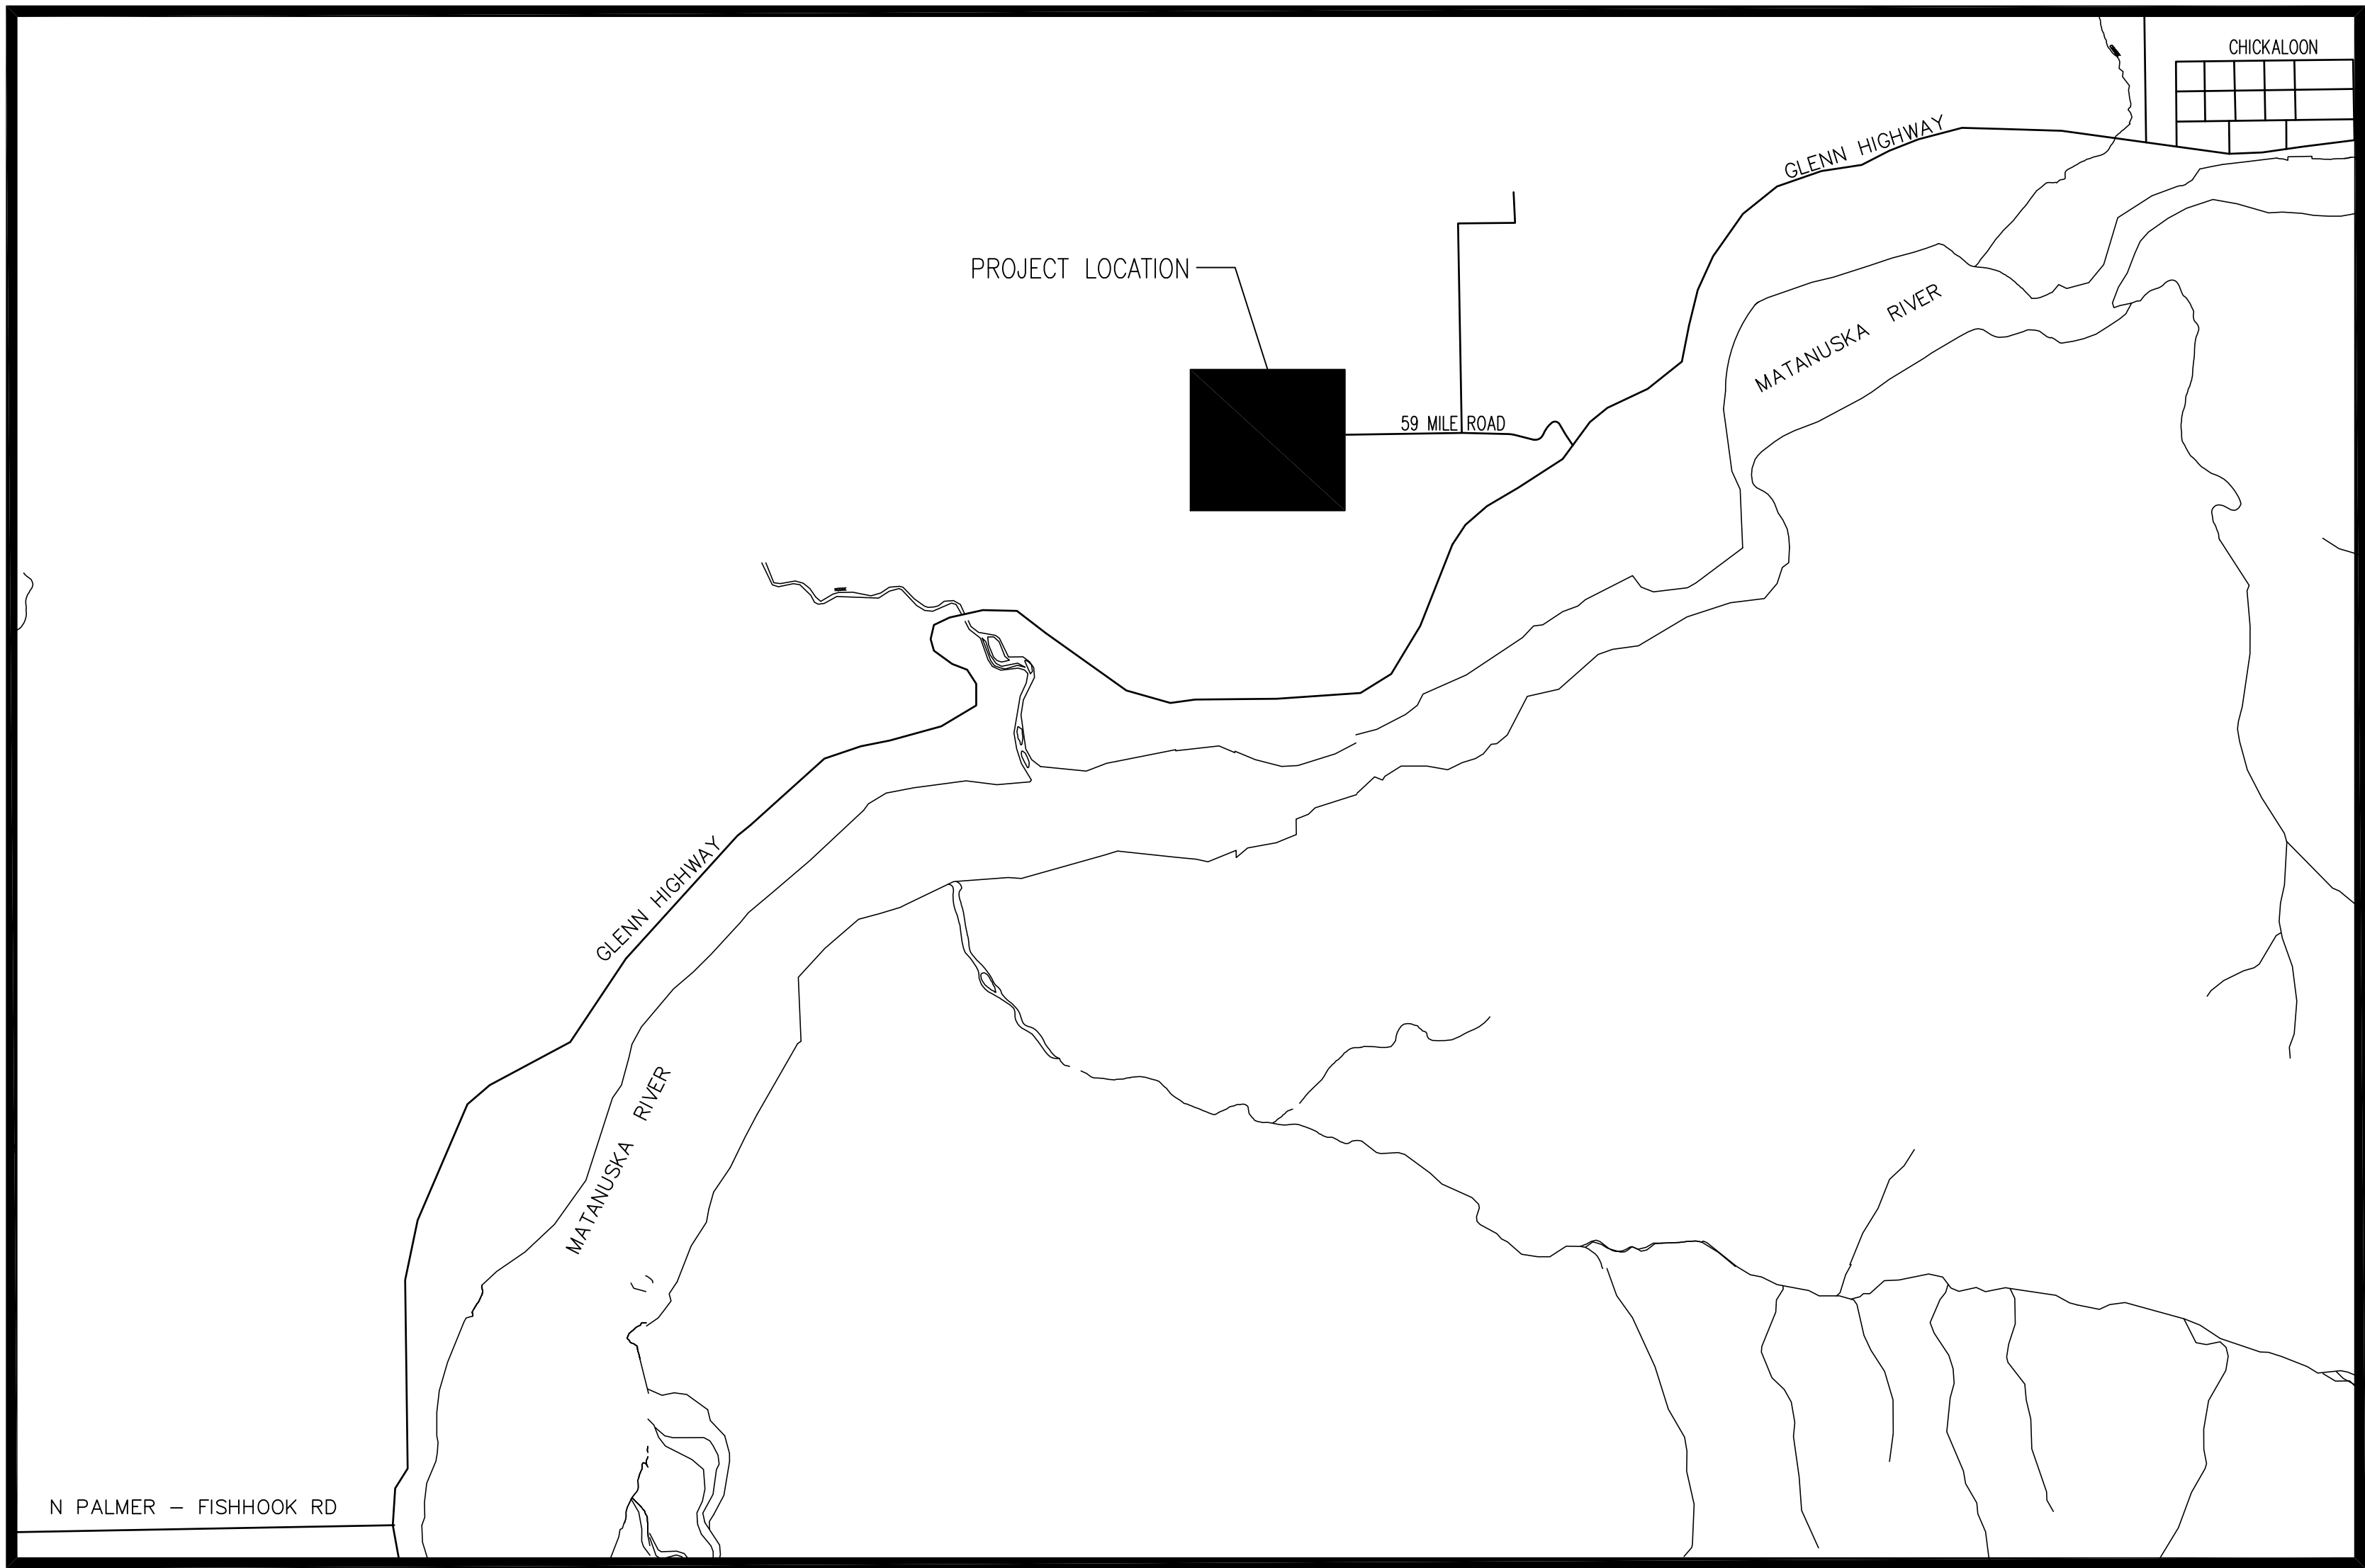 CHICKALOON
GLENN HIGHWAY
PROJECT LOCATION
MATANUSKA RIVER
59 MILE ROAD
GLENN HIGHWAY
MATANUSKA RIVER
N PALMER – FISHHOOK RD